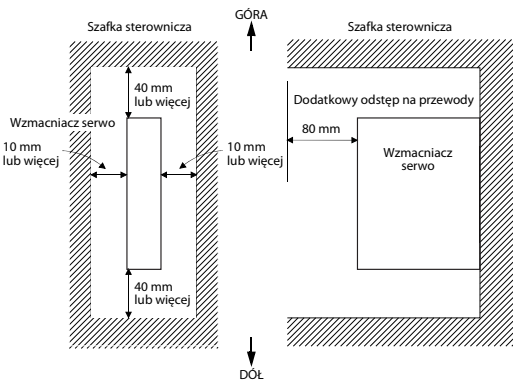 GÓRA
Szafka sterownicza
Szafka sterownicza
40 mm
lub więcej
Wzmacniacz serwo
10 mm
lub więcej
10 mm
lub więcej
40 mm
lub więcej
Dodatkowy odstęp na przewody
80 mm
Wzmacniacz
serwo
DÓŁ